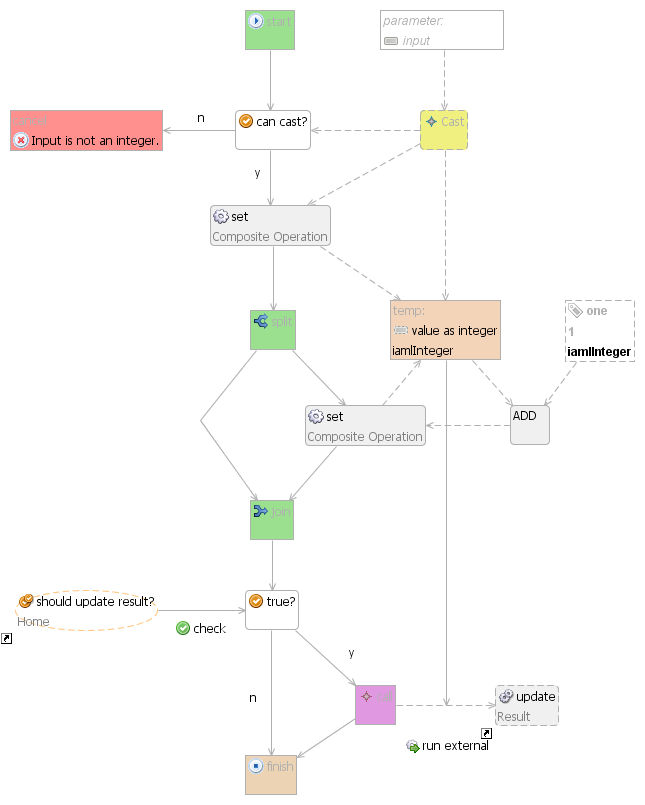 start
parameter:
input
n
can cast?
Cast
Input is not an integer.
y
set
Composite Operation
temp:
value as integer
iamlInteger
one
1
iamlInteger
split
set
Composite Operation
ADD
join
should update result?
Home
true?
check
y
n
update
Result
run external
finish